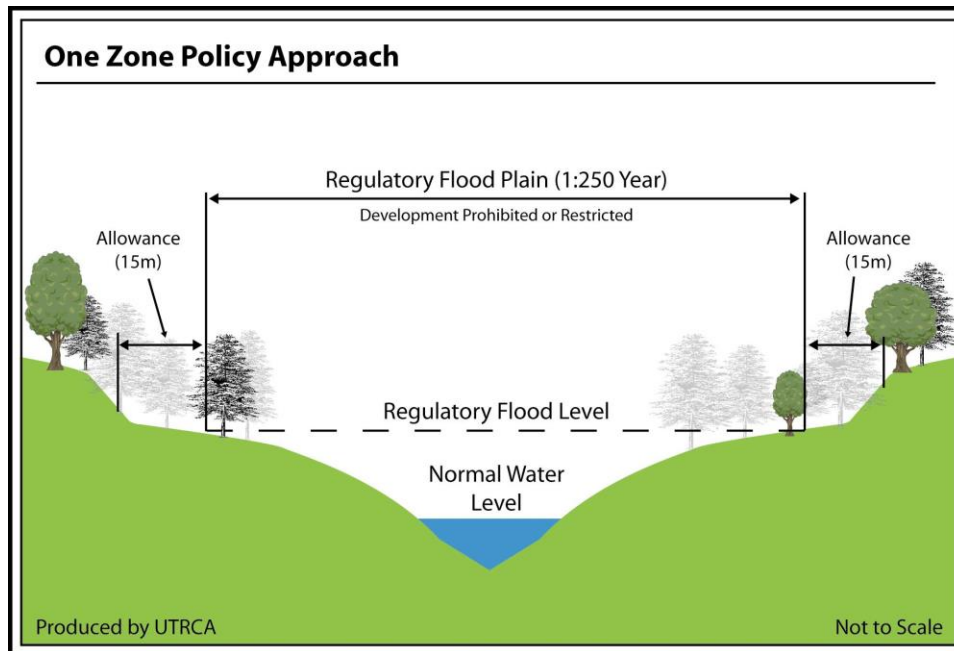 One Zone Policy Approach
Regulatory Flood Plain (1:250 Year)
Development Prohibited or Restricted
Allowance
(15m)
Allowance
(15m)
Regulatory Flood Level
Normal Water
Level
Produced by UTRCA
Not to Scale